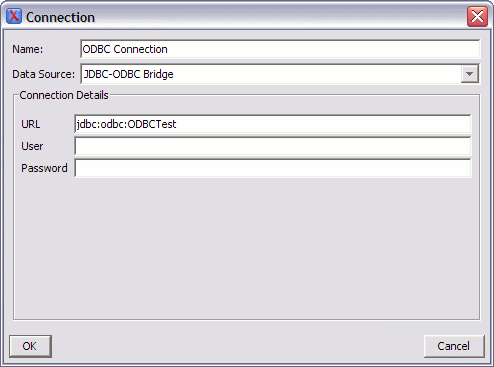 Connection
Name: ODBC Connection
Data Source: JDBC-ODBC Bridge
Connection Details
URL jdbc:odbc:ODBCTest
User
Password
OK Cancel